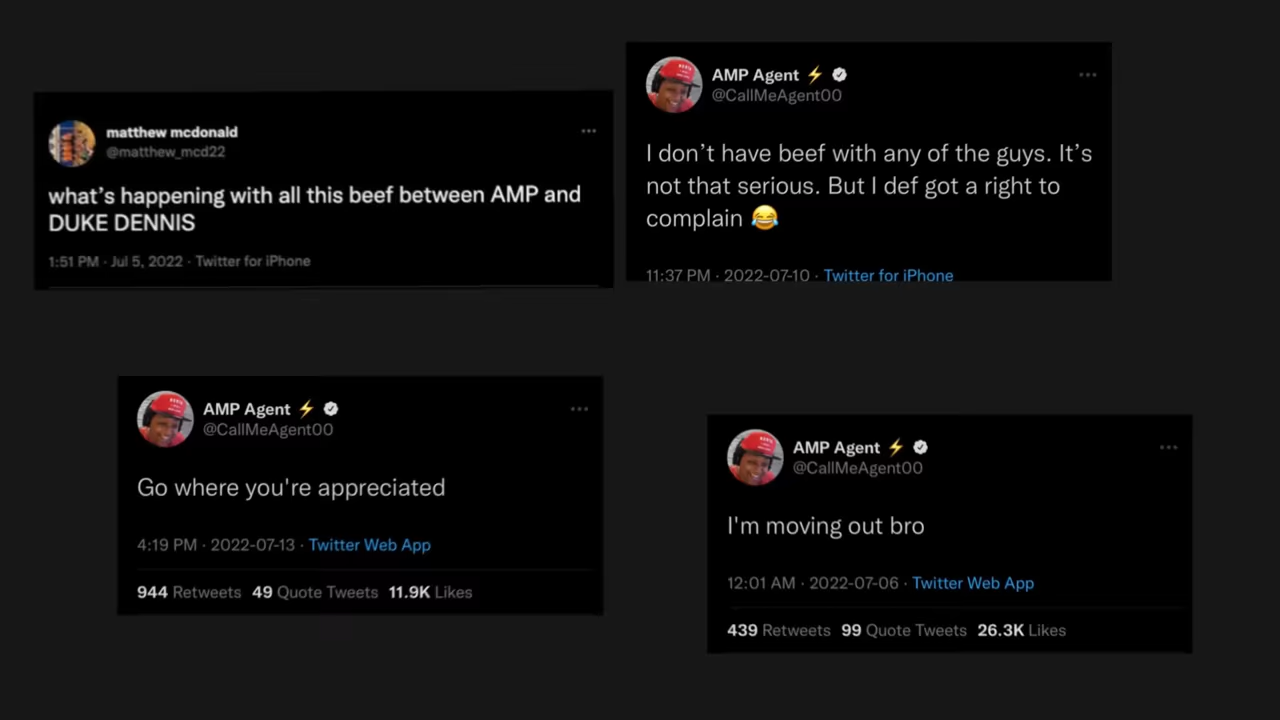 matthew mcdonald
@matthew_mcd22
what's happening with all this beef between AMP and
DUKE DENNIS
1:51 PM · Jul 5, 2022 · Twitter for iPhone
AMP Agent ⚡
@CallMeAgent00
I don't have beef with any of the guys. It's
not that serious. But I def got a right to
complain 😂
11:37 PM · 2022-07-10 · Twitter for iPhone
AMP Agent ⚡
@CallMeAgent00
Go where you're appreciated
4:19 PM · 2022-07-13 · Twitter Web App
944 Retweets 49 Quote Tweets 11.9K Likes
AMP Agent ⚡
@CallMeAgent00
I'm moving out bro
12:01 AM · 2022-07-06 · Twitter Web App
439 Retweets 99 Quote Tweets 26.3K Likes